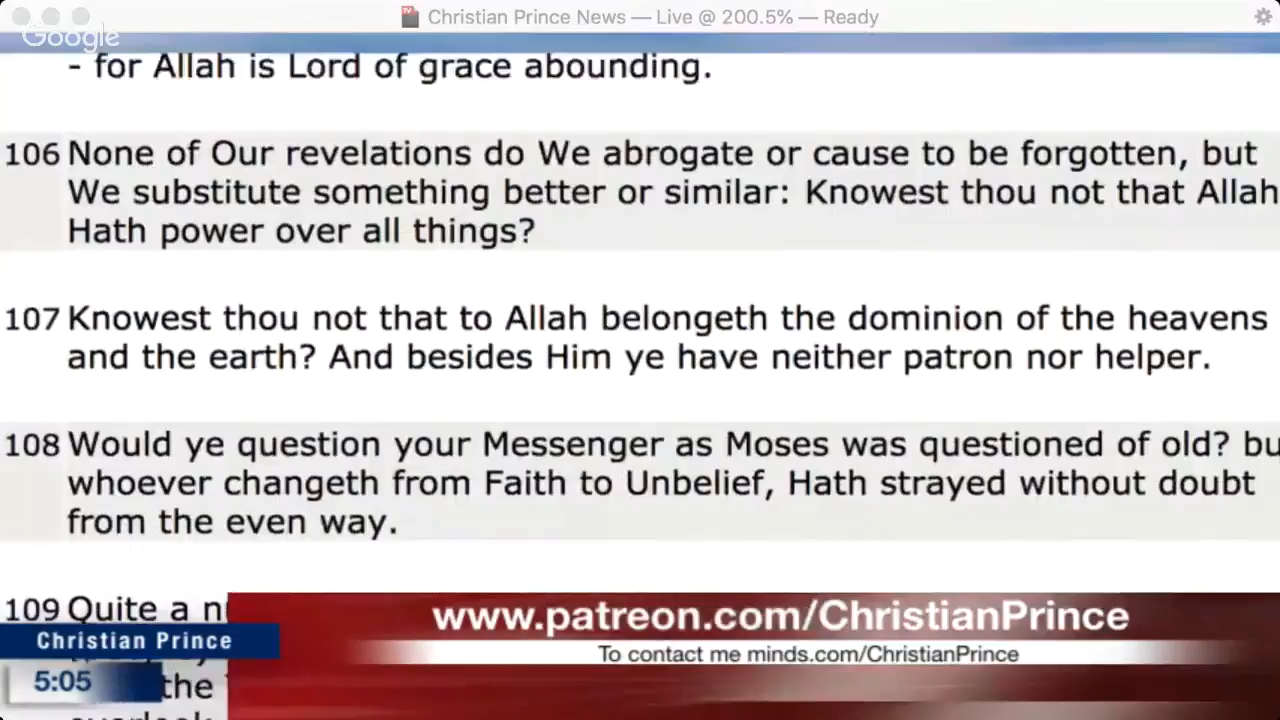 Christian Prince News — Live @ 200.5% — Ready
Google
- for Allah is Lord of grace abounding.
106 None of Our revelations do We abrogate or cause to be forgotten, but
We substitute something better or similar: Knowest thou not that Allah
Hath power over all things?
107 Knowest thou not that to Allah belongeth the dominion of the heavens
and the earth? And besides Him ye have neither patron nor helper.
108 Would ye question your Messenger as Moses was questioned of old? bu
whoever changeth from Faith to Unbelief, Hath strayed without doubt
from the even way.
109 Quite a n
www.patreon.com/ChristianPrince
Christian Prince
To contact me minds.com/ChristianPrince
5:05
the